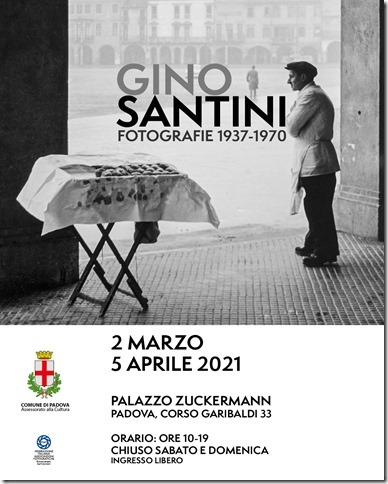 GINO
SANTINI
FOTOGRAFIE 1937-1970
2 MARZO
5 APRILE 2021
COMUNE DI PADOVA
Assessorato alla Cultura
PALAZZO ZUCKERMANN
PADOVA, CORSO GARIBALDI 33
ORARIO: ORE 10-19
CHIUSO SABATO E DOMENICA
INGRESSO LIBERO